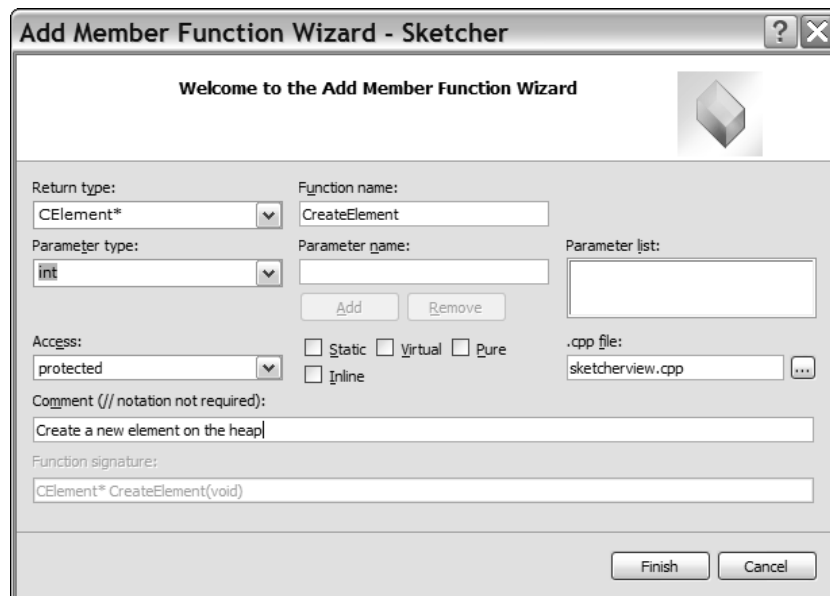 Add Member Function Wizard - Sketcher
Welcome to the Add Member Function Wizard
Return type:
Function name:
CElement*
CreateElement
Parameter type:
Parameter name:
Parameter list:
int
Add
Remove
Access:
Static
Virtual
Pure
.cpp file:
protected
Inline
sketcherview.cpp
...
Comment (// notation not required):
Create a new element on the heap
Function signature:
CElement* CreateElement(void)
Finish
Cancel